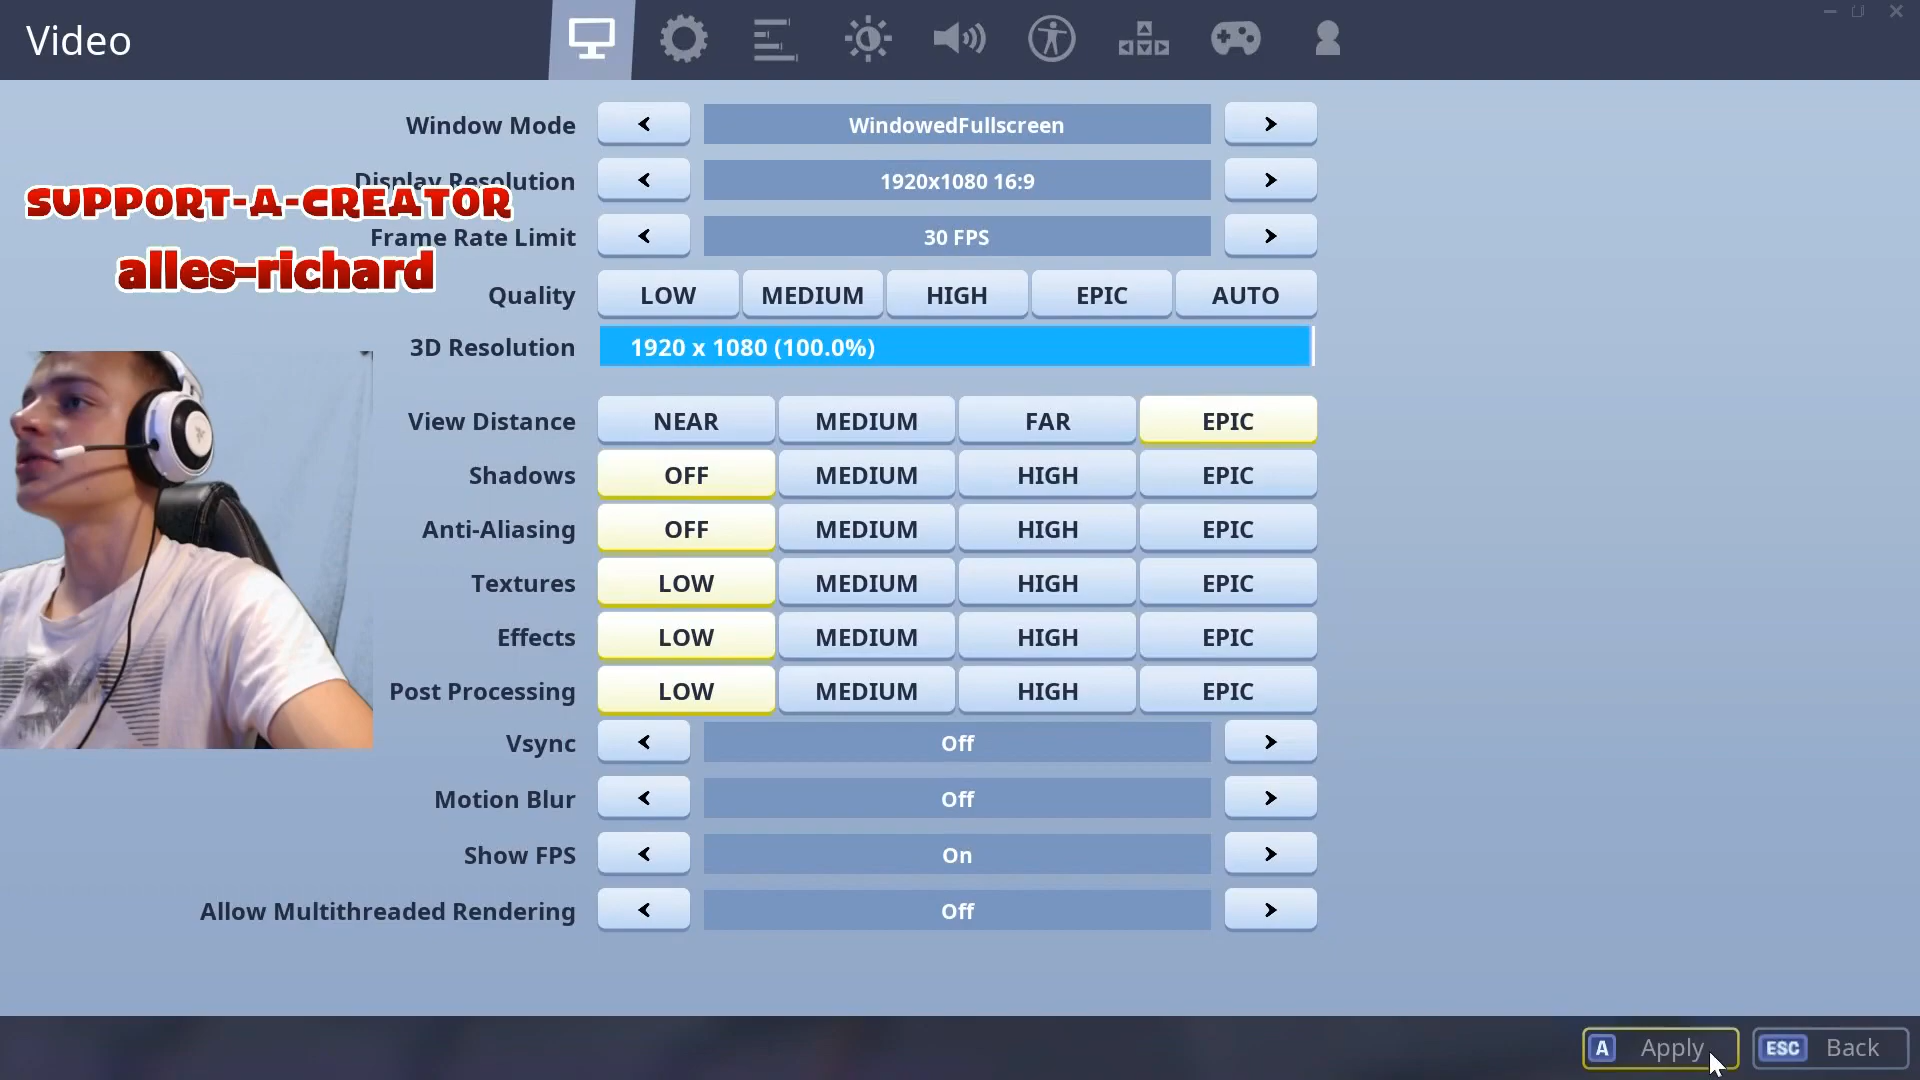 Video
Window Mode WindowedFullscreen
Display Resolution 1920x1080 16:9
SUPPORT-A-CREATOR
Frame Rate Limit 30 FPS
alles-richard
Quality LOW MEDIUM HIGH EPIC AUTO
3D Resolution 1920 x 1080 (100.0%)
View Distance NEAR MEDIUM FAR EPIC
Shadows OFF MEDIUM HIGH EPIC
Anti-Aliasing OFF MEDIUM HIGH EPIC
Textures LOW MEDIUM HIGH EPIC
Effects LOW MEDIUM HIGH EPIC
Post Processing LOW MEDIUM HIGH EPIC
Vsync Off
Motion Blur Off
Show FPS On
Allow Multithreaded Rendering Off
A Apply ESC Back